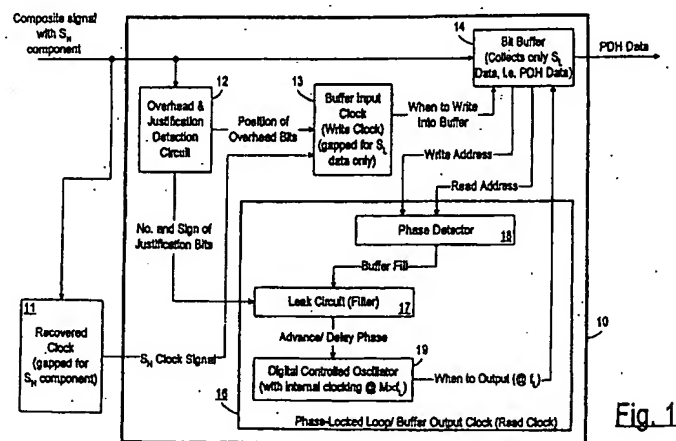 Composite signal
with S_H
component
14
Bit Buffer
(Collects only S_L
Data, i.e. PDH Data)
PDH Data
12
Overhead &
Justification
Detection
Circuit
Position of
Overhead Bits
13
Buffer Input
Clock
(Write Clock)
(gapped for S_L
data only)
When to Write
Into Buffer
Write Address
Read Address
No. and Sign of
Justification Bits
Phase Detector
18
Buffer Fill
Leak Circuit (Filter)
17
11
Recovered
Clock
(gapped for
S_H component)
S_H Clock Signal
Advance/ Delay Phase
10
19
Digital Controlled Oscillator
(with internal clocking @ M×f_L)
When to Output (@ f_L)
16
Phase-Locked Loop/ Buffer Output Clock (Read Clock)
Fig. 1